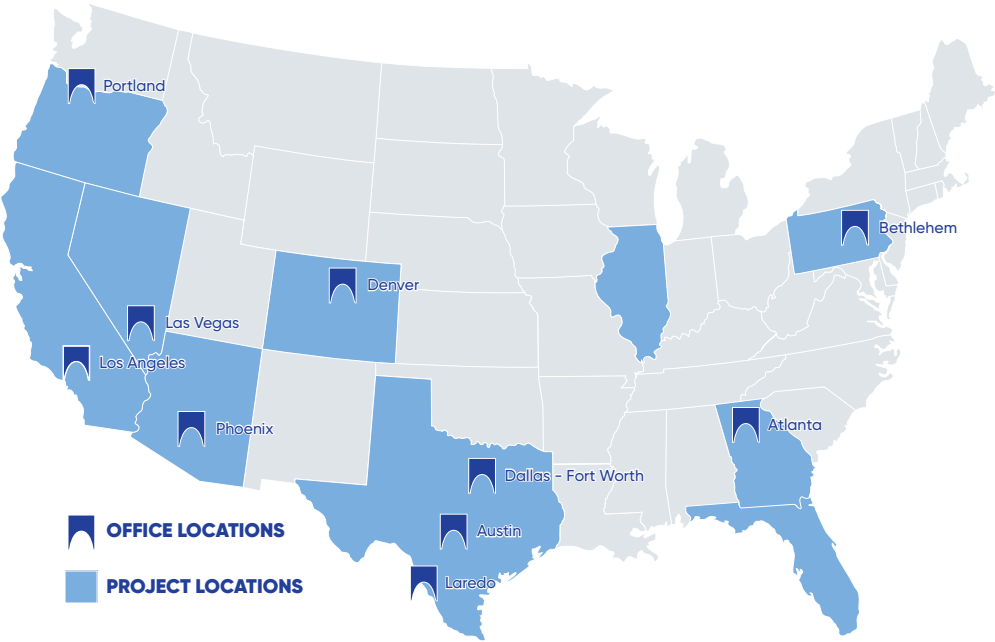 Portland
Bethlehem
Denver
Las Vegas
Los Angeles
Atlanta
Phoenix
Dallas - Fort Worth
OFFICE LOCATIONS
Austin
Laredo
PROJECT LOCATIONS